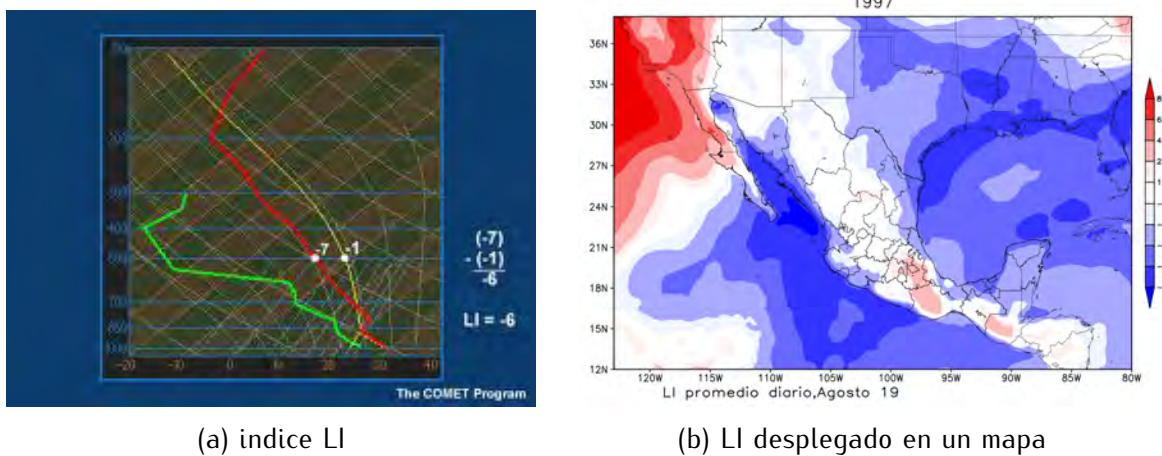 1997
-7
-1
(-7)
- (-1)
-6
LI = -6
-20
-10
0
10
20
30
40
The COMET Program
36N
33N
30N
27N
24N
21N
18N
15N
12N
120W
115W
110W
105W
100W
95W
90W
85W
80W
8
6
4
2
1
LI promedio diario,Agosto 19
(a) indice LI
(b) LI desplegado en un mapa